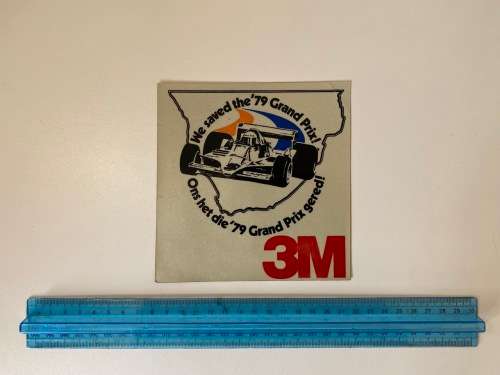 We saved the '79 Grand Prix!
Ons het die '79 Grand Prix gered!
3M